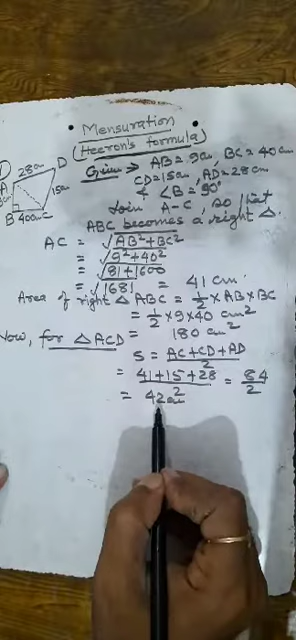 Mensuration
(Heeron's formula)
Given → AB = 9cm, BC = 40cm
CD = 15cm, AD = 28cm
& ∠B = 90°
Join A-C, so that
ABC becomes a right △.
28cm D
A
15cm
B 40cm C
AC = √AB²+BC²
= √9²+40²
= √81+1600
= √1681 = 41 cm
Area of right △ ABC = 1/2 × AB × BC
= 1/2 × 9 × 40 cm²
= 180 cm²
Now, for △ACD
S = AC+CD+AD / 2
= 41+15+28 / 2 = 84 / 2
= 42cm²